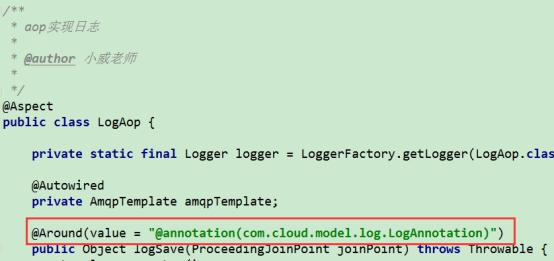 /**
 * aop实现日志
 *
 * @author 小威老师
 *
 */
@Aspect
public class LogAop {
private static final Logger logger = LoggerFactory.getLogger(LogAop.clas
@Autowired
private AmqpTemplate amqpTemplate;
@Around(value = "@annotation(com.cloud.model.log.LogAnnotation)")
public Object logSave(ProceedingJoinPoint joinPoint) throws Throwable {